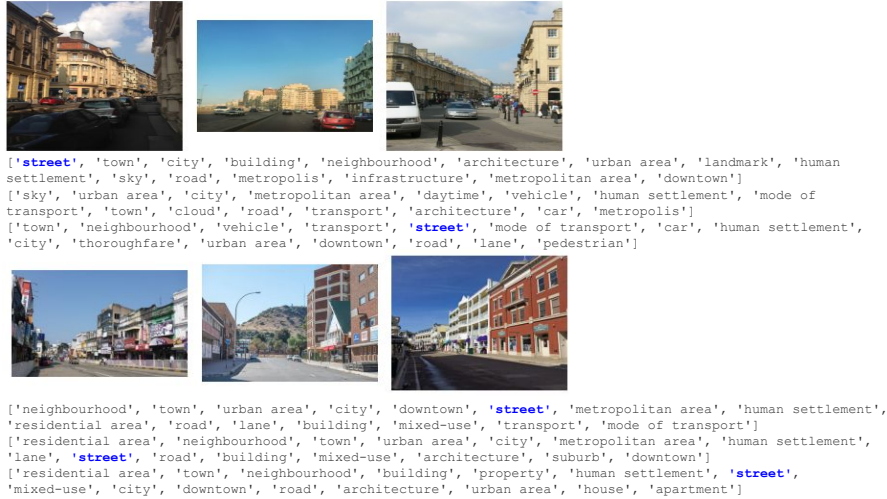 ['street', 'town', 'city', 'building', 'neighbourhood', 'architecture', 'urban area', 'landmark', 'human
settlement', 'sky', 'road', 'metropolis', 'infrastructure', 'metropolitan area', 'downtown']
['sky', 'urban area', 'city', 'metropolitan area', 'daytime', 'vehicle', 'human settlement', 'mode of
transport', 'town', 'cloud', 'road', 'transport', 'architecture', 'car', 'metropolis']
['town', 'neighbourhood', 'vehicle', 'transport', 'street', 'mode of transport', 'car', 'human settlement',
'city', 'thoroughfare', 'urban area', 'downtown', 'road', 'lane', 'pedestrian']
['neighbourhood', 'town', 'urban area', 'city', 'downtown', 'street', 'metropolitan area', 'human settlement',
'residential area', 'road', 'lane', 'building', 'mixed-use', 'transport', 'mode of transport']
['residential area', 'neighbourhood', 'town', 'urban area', 'city', 'metropolitan area', 'human settlement',
'lane', 'street', 'road', 'building', 'mixed-use', 'architecture', 'suburb', 'downtown']
['residential area', 'town', 'neighbourhood', 'building', 'property', 'human settlement', 'street',
'mixed-use', 'city', 'downtown', 'road', 'architecture', 'urban area', 'house', 'apartment']